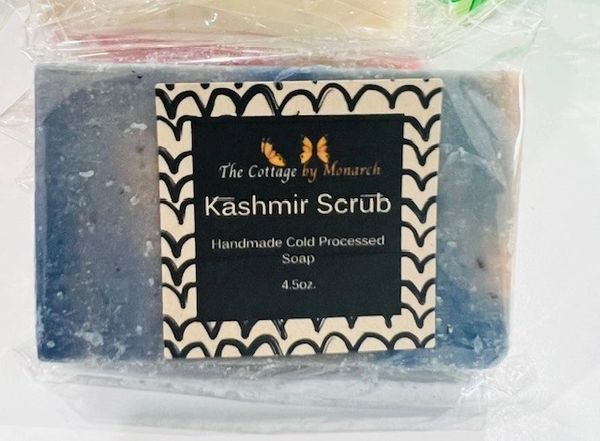 The Cottage by Monarch
Kashmir Scrub
Handmade Cold Processed
Soap
4.5oz.